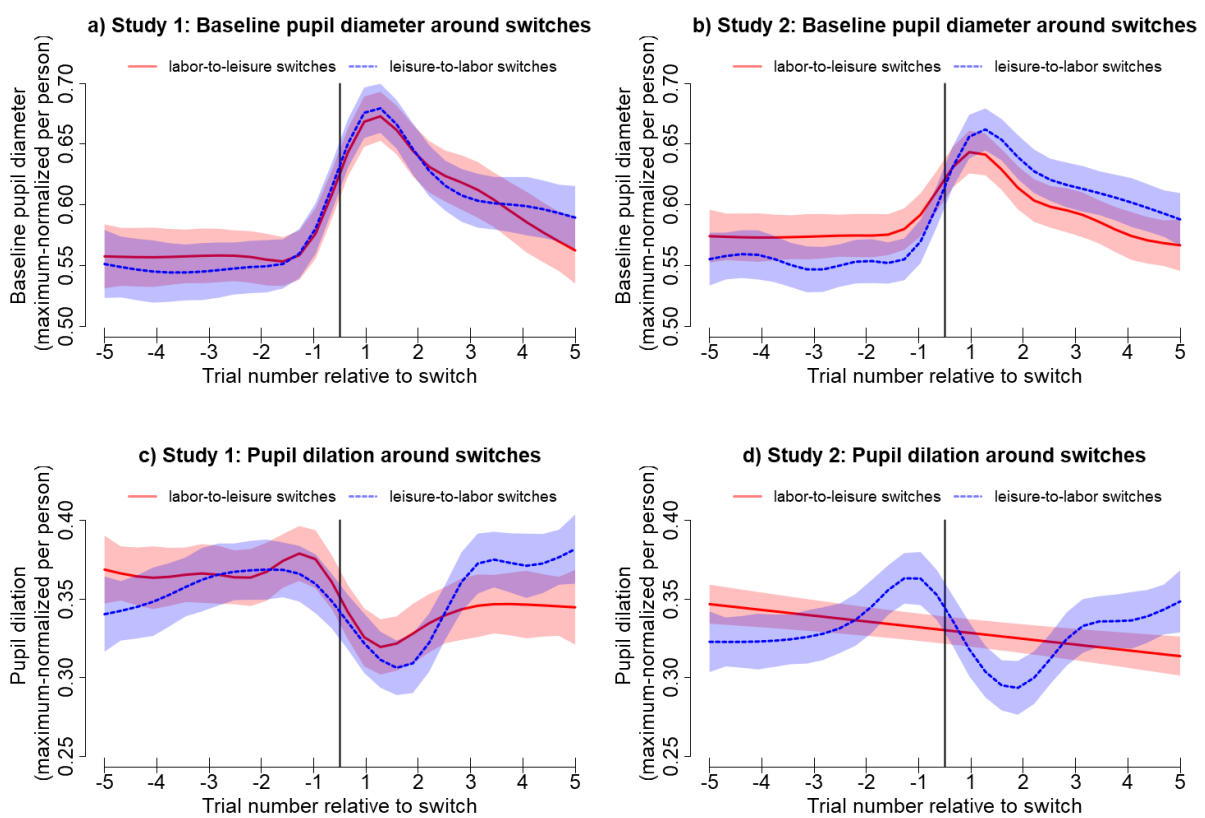 a) Study 1: Baseline pupil diameter around switches
labor-to-leisure switches leisure-to-labor switches
Baseline pupil diameter
(maximum-normalized per person)
0.70
0.65
0.60
0.55
0.50
-5 -4 -3 -2 -1 1 2 3 4 5
Trial number relative to switch
b) Study 2: Baseline pupil diameter around switches
labor-to-leisure switches leisure-to-labor switches
Baseline pupil diameter
(maximum-normalized per person)
0.70
0.65
0.60
0.55
0.50
-5 -4 -3 -2 -1 1 2 3 4 5
Trial number relative to switch
c) Study 1: Pupil dilation around switches
labor-to-leisure switches leisure-to-labor switches
Pupil dilation
(maximum-normalized per person)
0.40
0.35
0.30
0.25
-5 -4 -3 -2 -1 1 2 3 4 5
Trial number relative to switch
d) Study 2: Pupil dilation around switches
labor-to-leisure switches leisure-to-labor switches
Pupil dilation
(maximum-normalized per person)
0.40
0.35
0.30
0.25
-5 -4 -3 -2 -1 1 2 3 4 5
Trial number relative to switch